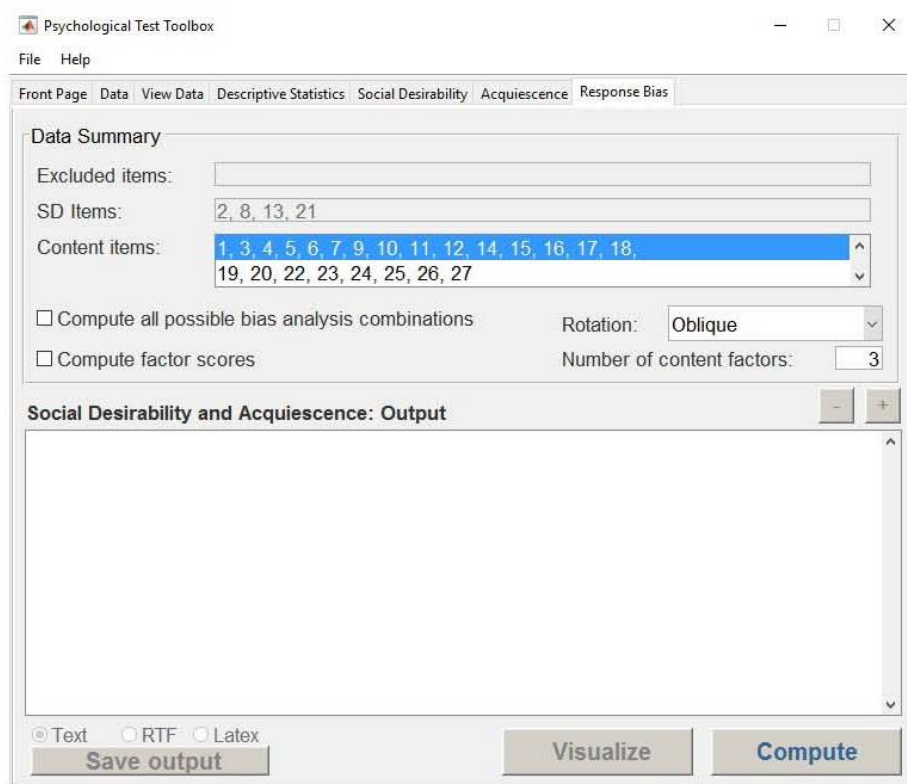 Psychological Test Toolbox
File Help
Front Page Data View Data Descriptive Statistics Social Desirability Acquiescence Response Bias
Data Summary
Excluded items:
SD Items: 2, 8, 13, 21
Content items: 1, 3, 4, 5, 6, 7, 9, 10, 11, 12, 14, 15, 16, 17, 18,
19, 20, 22, 23, 24, 25, 26, 27
Compute all possible bias analysis combinations Rotation: Oblique
Compute factor scores Number of content factors: 3
Social Desirability and Acquiescence: Output - +
Text RTF Latex
Save output Visualize Compute